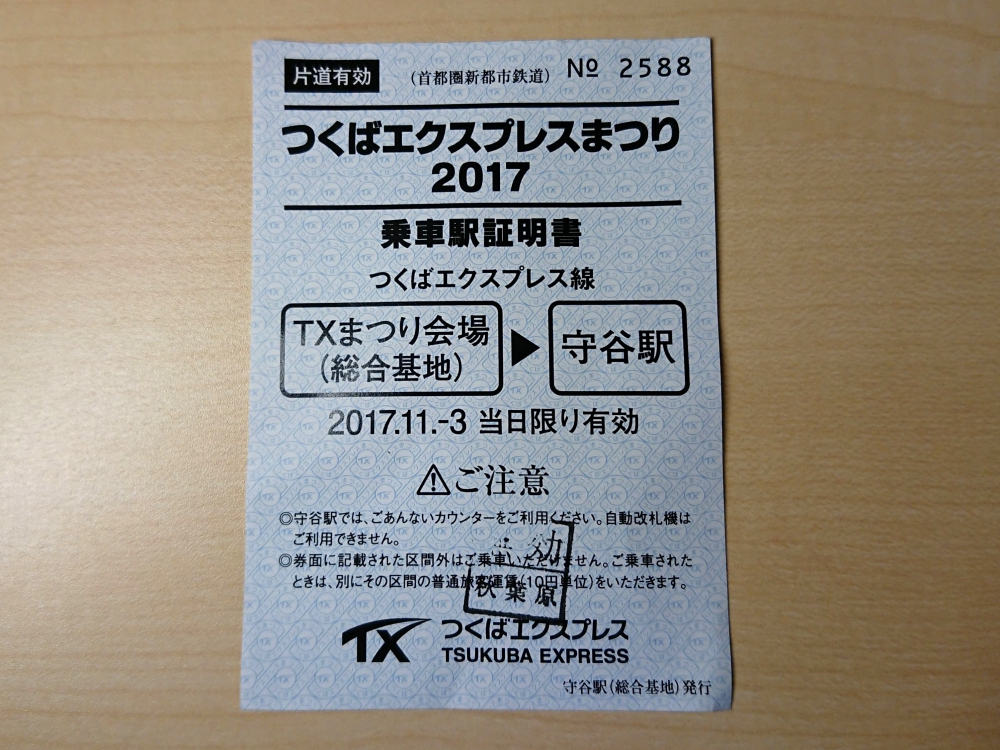 片道有効 (首都圏新都市鉄道) № 2588
つくばエクスプレスまつり
2017
乗車駅証明書
つくばエクスプレス線
TXまつり会場
(総合基地)
▶
守谷駅
2017.11.-3 当日限り有効
⚠ご注意
◎守谷駅では、ごあんないカウンターをご利用ください。自動改札機は
ご利用できません。
◎券面に記載された区間外はご乗車いただけません。ご乗車された
ときは、別にその区間の普通旅客運賃(10円単位)をいただきます。
効
秋葉原
TX つくばエクスプレス
TSUKUBA EXPRESS
守谷駅(総合基地)発行